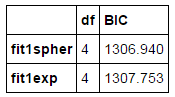 df BIC
fit1spher 4 1306.940
fit1exp 4 1307.753